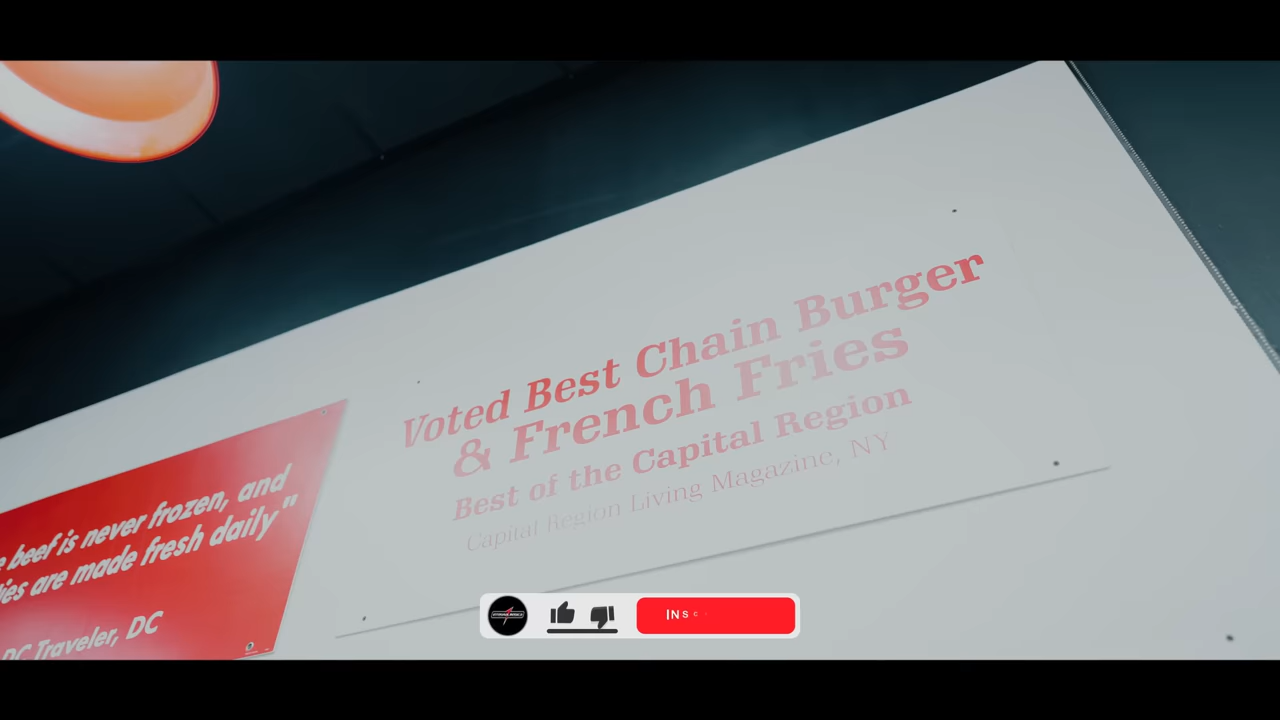 Voted Best Chain Burger
& French Fries
Best of the Capital Region
Capital Region Living Magazine, NY
beef is never frozen, and
are made fresh daily"
DC Traveler, DC